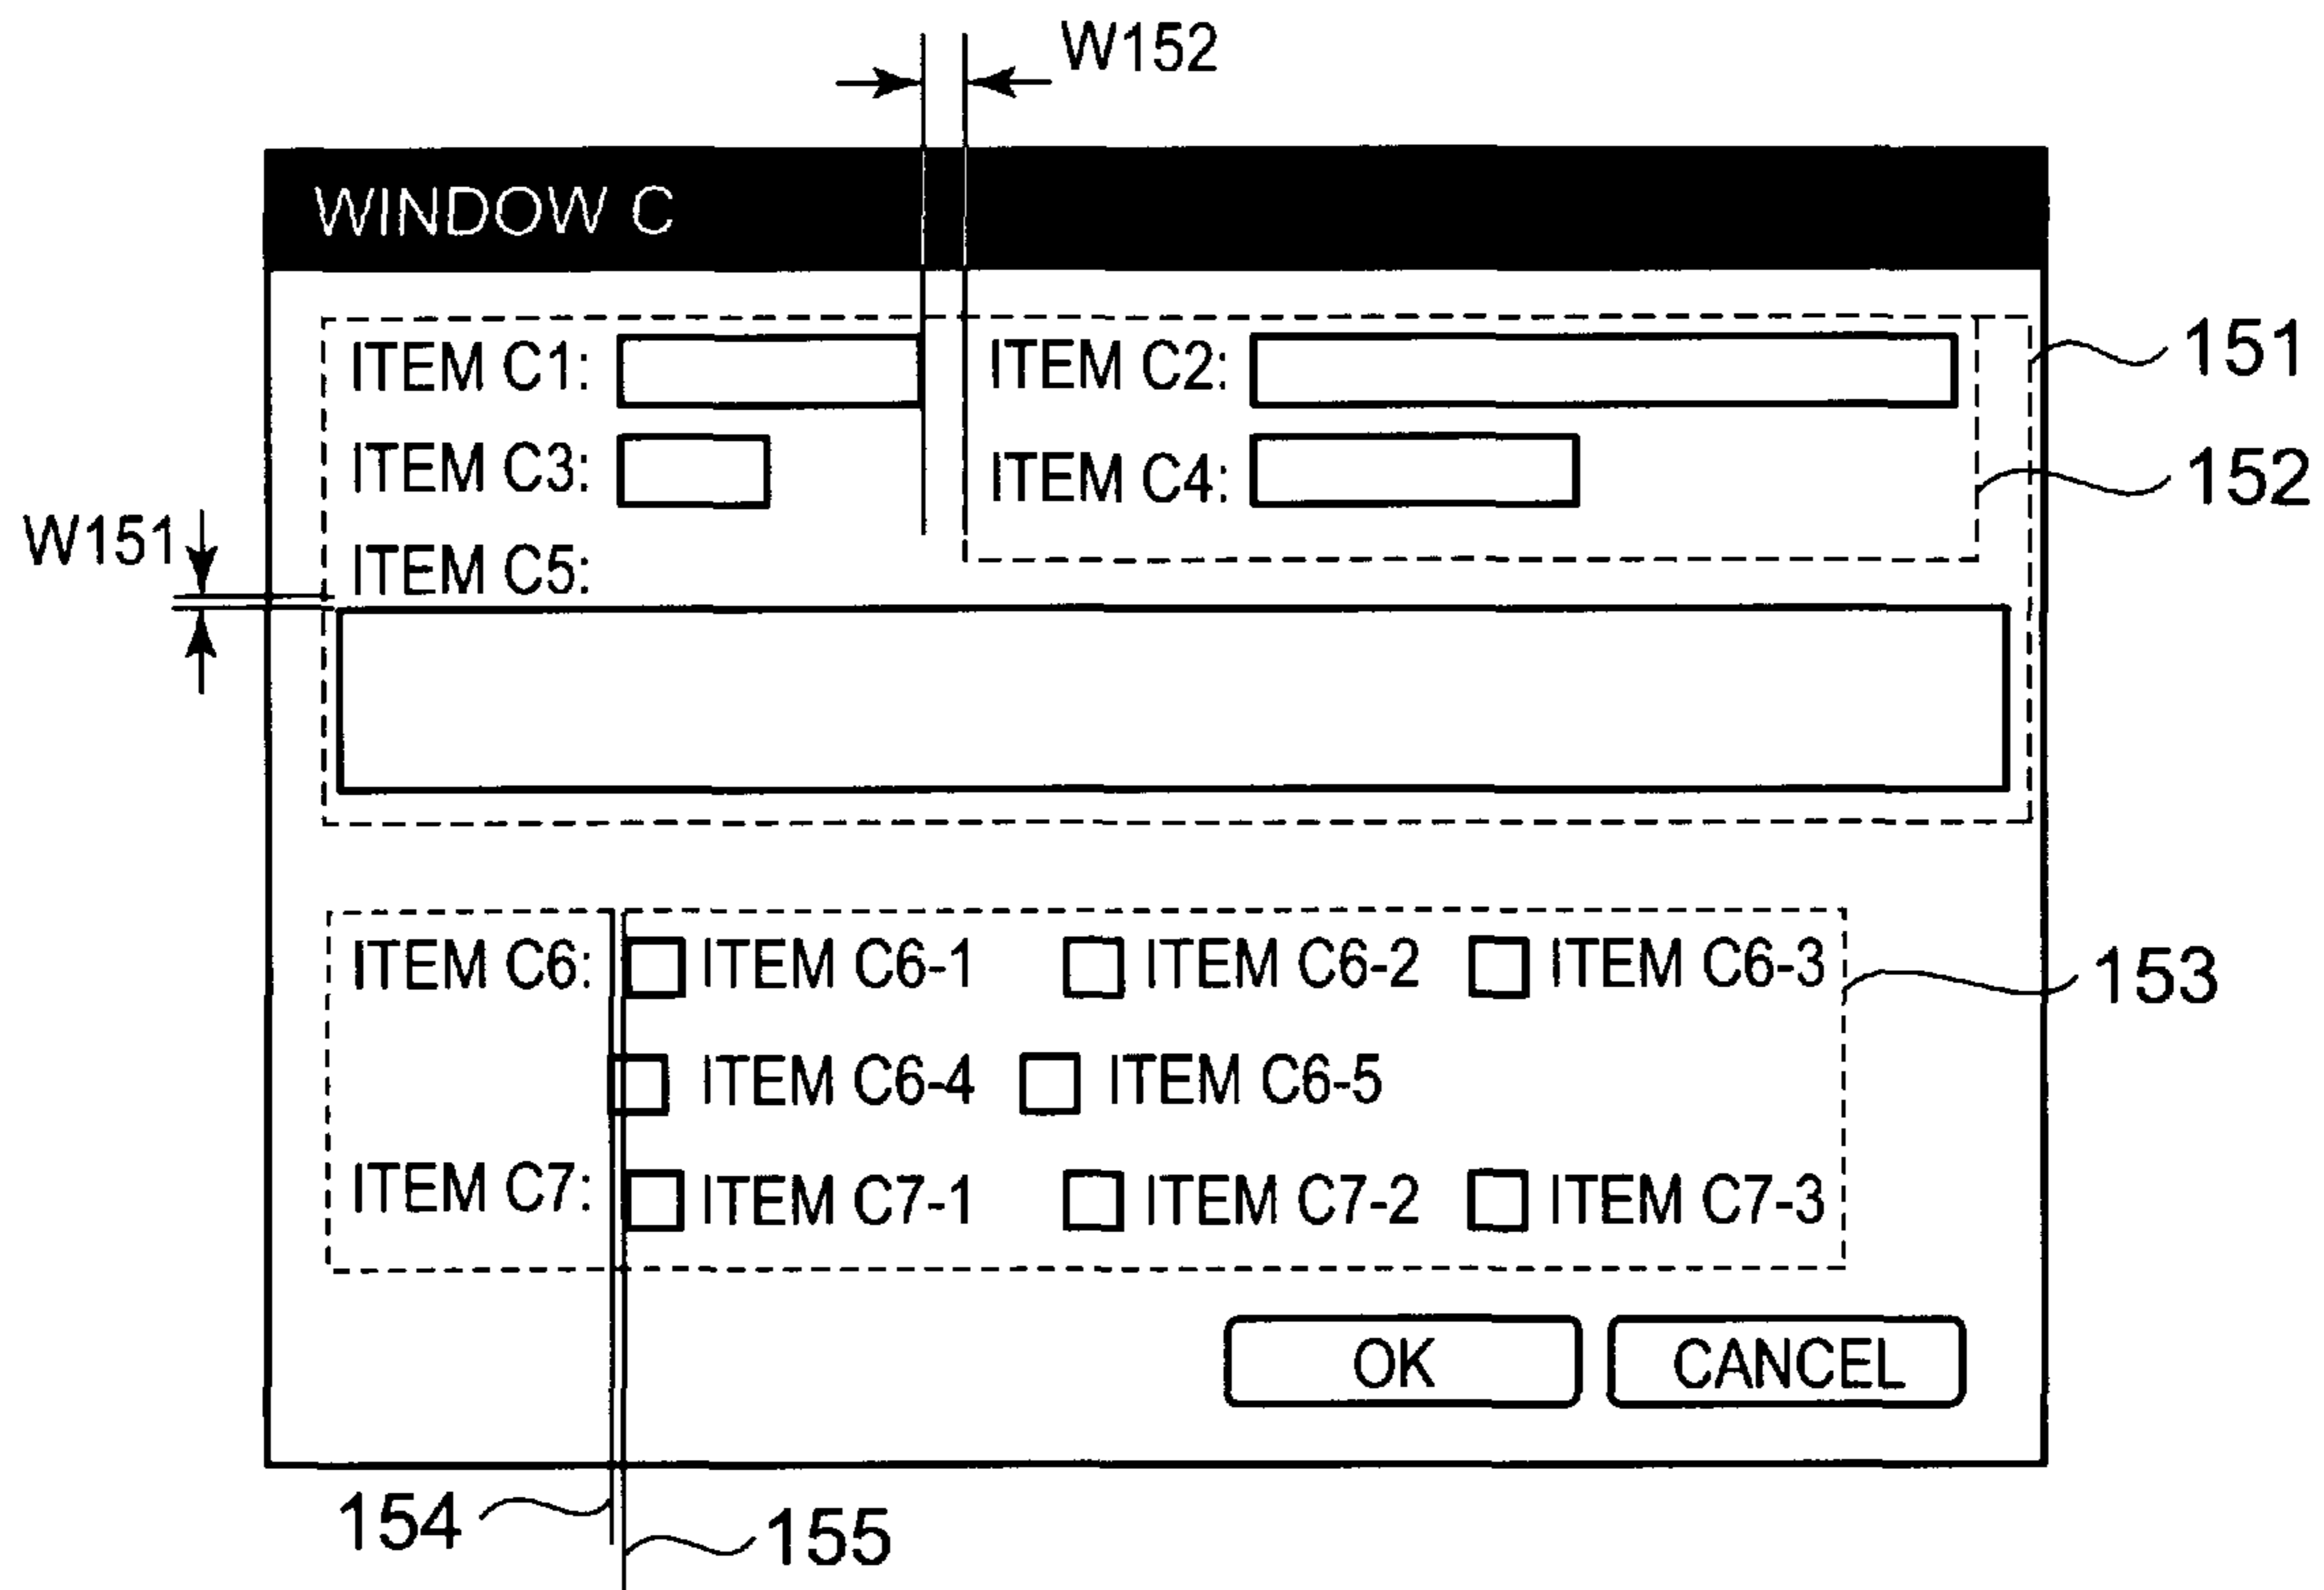 W152
WINDOW C
ITEM C1: ITEM C2: 151
ITEM C3: ITEM C4: 152
W151
ITEM C5:
ITEM C6: ITEM C6-1 ITEM C6-2 ITEM C6-3 153
ITEM C6-4 ITEM C6-5
ITEM C7: ITEM C7-1 ITEM C7-2 ITEM C7-3
OK CANCEL
154 155